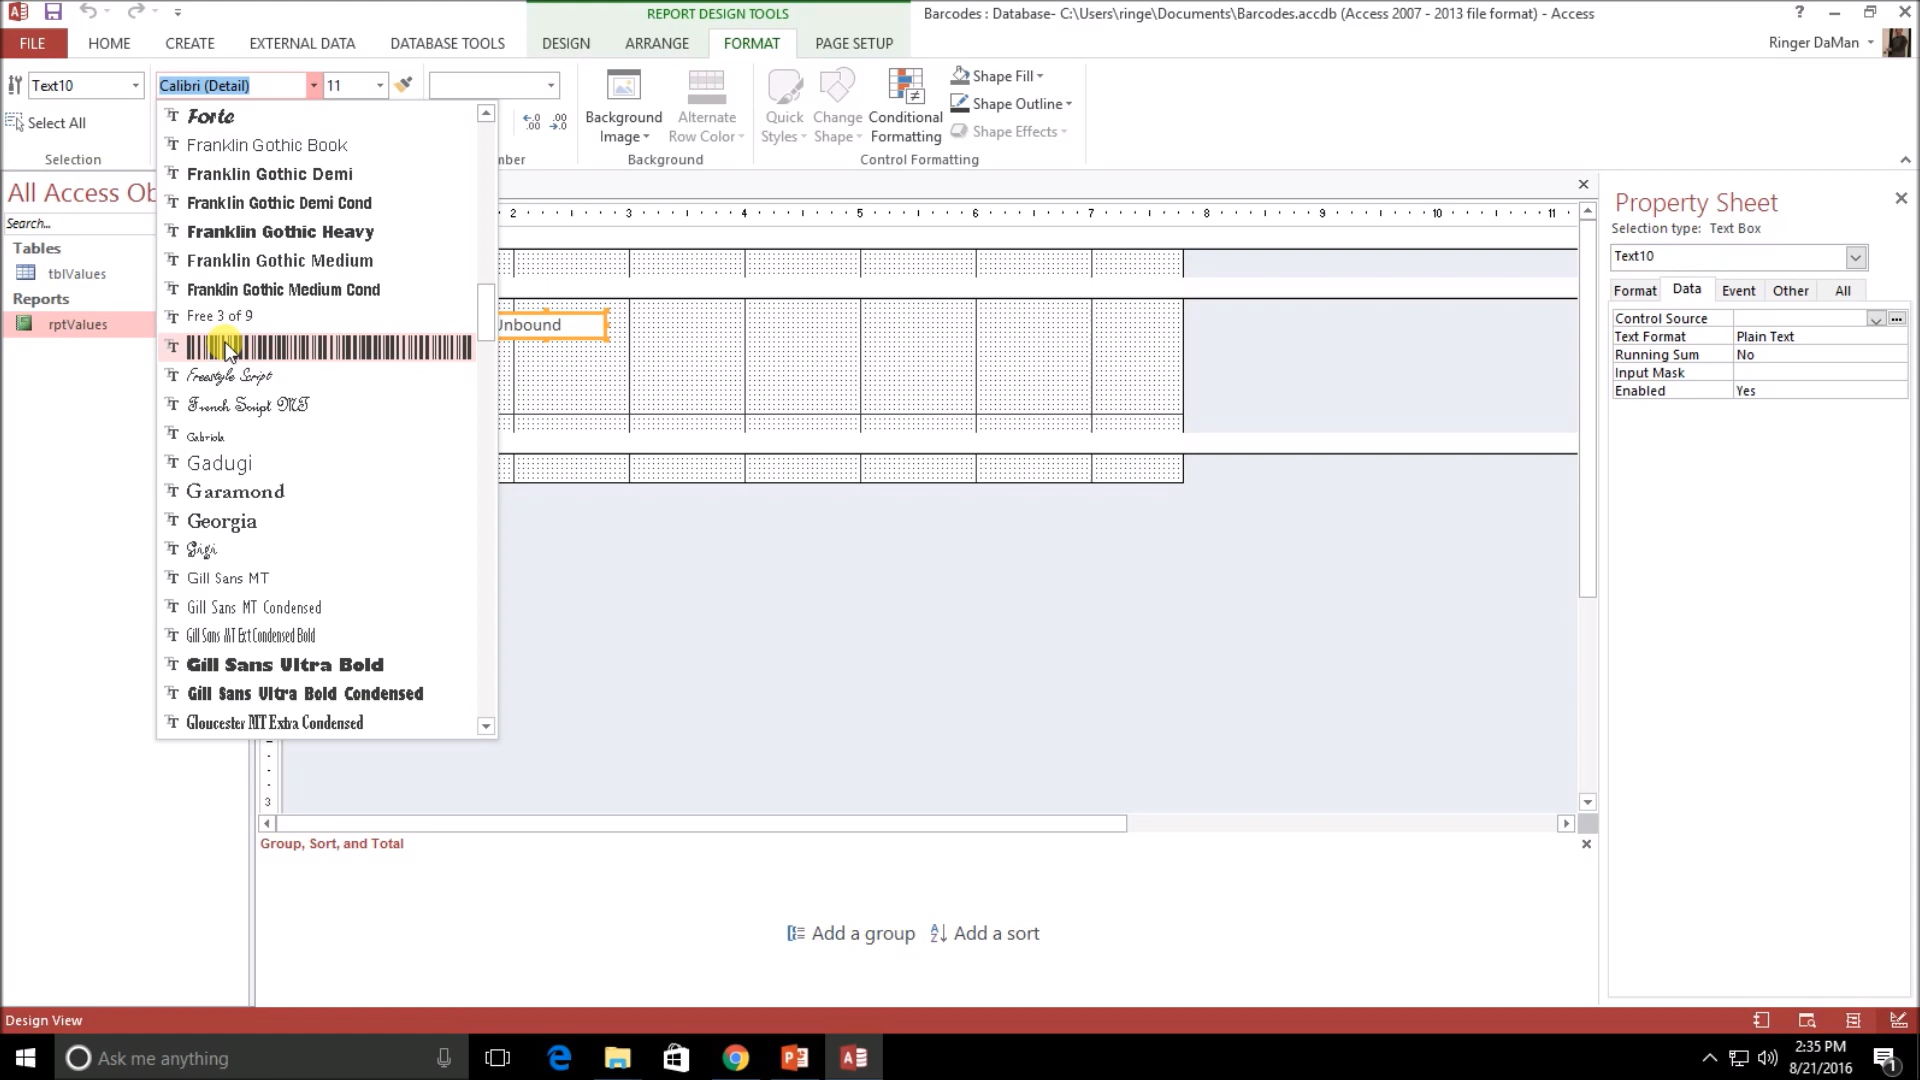 REPORT DESIGN TOOLS
Barcodes : Database- C:\Users\ringe\Documents\Barcodes.accdb (Access 2007 - 2013 file format) - Access
?
FILE
HOME
CREATE
EXTERNAL DATA
DATABASE TOOLS
DESIGN
ARRANGE
FORMAT
PAGE SETUP
Ringer DaMan
Text10
Calibri (Detail)
11
Select All
Selection
Background Image
Alternate Row Color
Background
Quick Styles
Change Shape
Conditional Formatting
Shape Fill
Shape Outline
Shape Effects
Control Formatting
mber
All Access Ob
Search...
Tables
tblValues
Reports
rptValues
Forte
Franklin Gothic Book
Franklin Gothic Demi
Franklin Gothic Demi Cond
Franklin Gothic Heavy
Franklin Gothic Medium
Franklin Gothic Medium Cond
Free 3 of 9
Freestyle Script
French Script MT
Gabriola
Gadugi
Garamond
Georgia
Gigi
Gill Sans MT
Gill Sans MT Condensed
Gill Sans MT Ext Condensed Bold
Gill Sans Ultra Bold
Gill Sans Ultra Bold Condensed
Gloucester MT Extra Condensed
2 3 4 5 6 7 8 9 10 11
Unbound
3
Property Sheet
Selection type: Text Box
Text10
Format Data Event Other All
Control Source
Text Format Plain Text
Running Sum No
Input Mask
Enabled Yes
Group, Sort, and Total
Add a group
Add a sort
Design View
Ask me anything
2:35 PM
8/21/2016
1